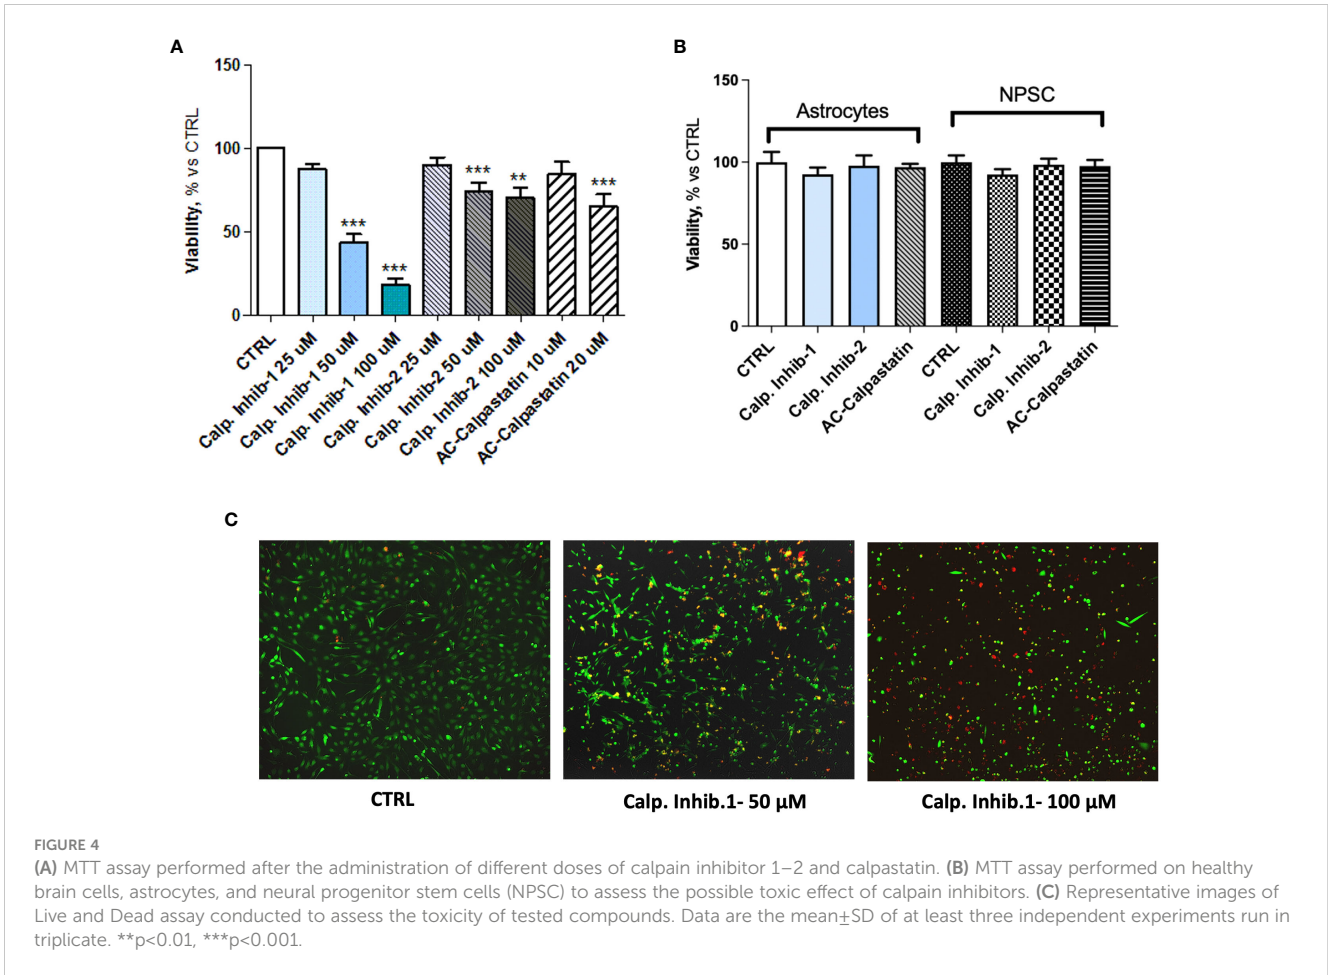 (A)
150
100
50
0
Viability, % vs CTRL
***
***
***
**
***
CTRL
Calp. Inhib-1 25 uM
Calp. Inhib-1 50 uM
Calp. Inhib-1 100 uM
Calp. Inhib-2 25 uM
Calp. Inhib-2 50 uM
Calp. Inhib-2 100 uM
AC-Calpastatin 10 uM
AC-Calpastatin 20 uM
B
150
100
50
0
Viability, % vs CTRL
Astrocytes
NPSC
CTRL
Calp. Inhib-1
Calp. Inhib-2
AC-Calpastatin
CTRL
Calp. Inhib-1
Calp. Inhib-2
AC-Calpastatin
C
CTRL
Calp. Inhib.1- 50 µM
Calp. Inhib.1- 100 µM
FIGURE 4
(A) MTT assay performed after the administration of different doses of calpain inhibitor 1–2 and calpastatin. (B) MTT assay performed on healthy
brain cells, astrocytes, and neural progenitor stem cells (NPSC) to assess the possible toxic effect of calpain inhibitors. (C) Representative images of
Live and Dead assay conducted to assess the toxicity of tested compounds. Data are the mean±SD of at least three independent experiments run in
triplicate. **p<0.01, ***p<0.001.